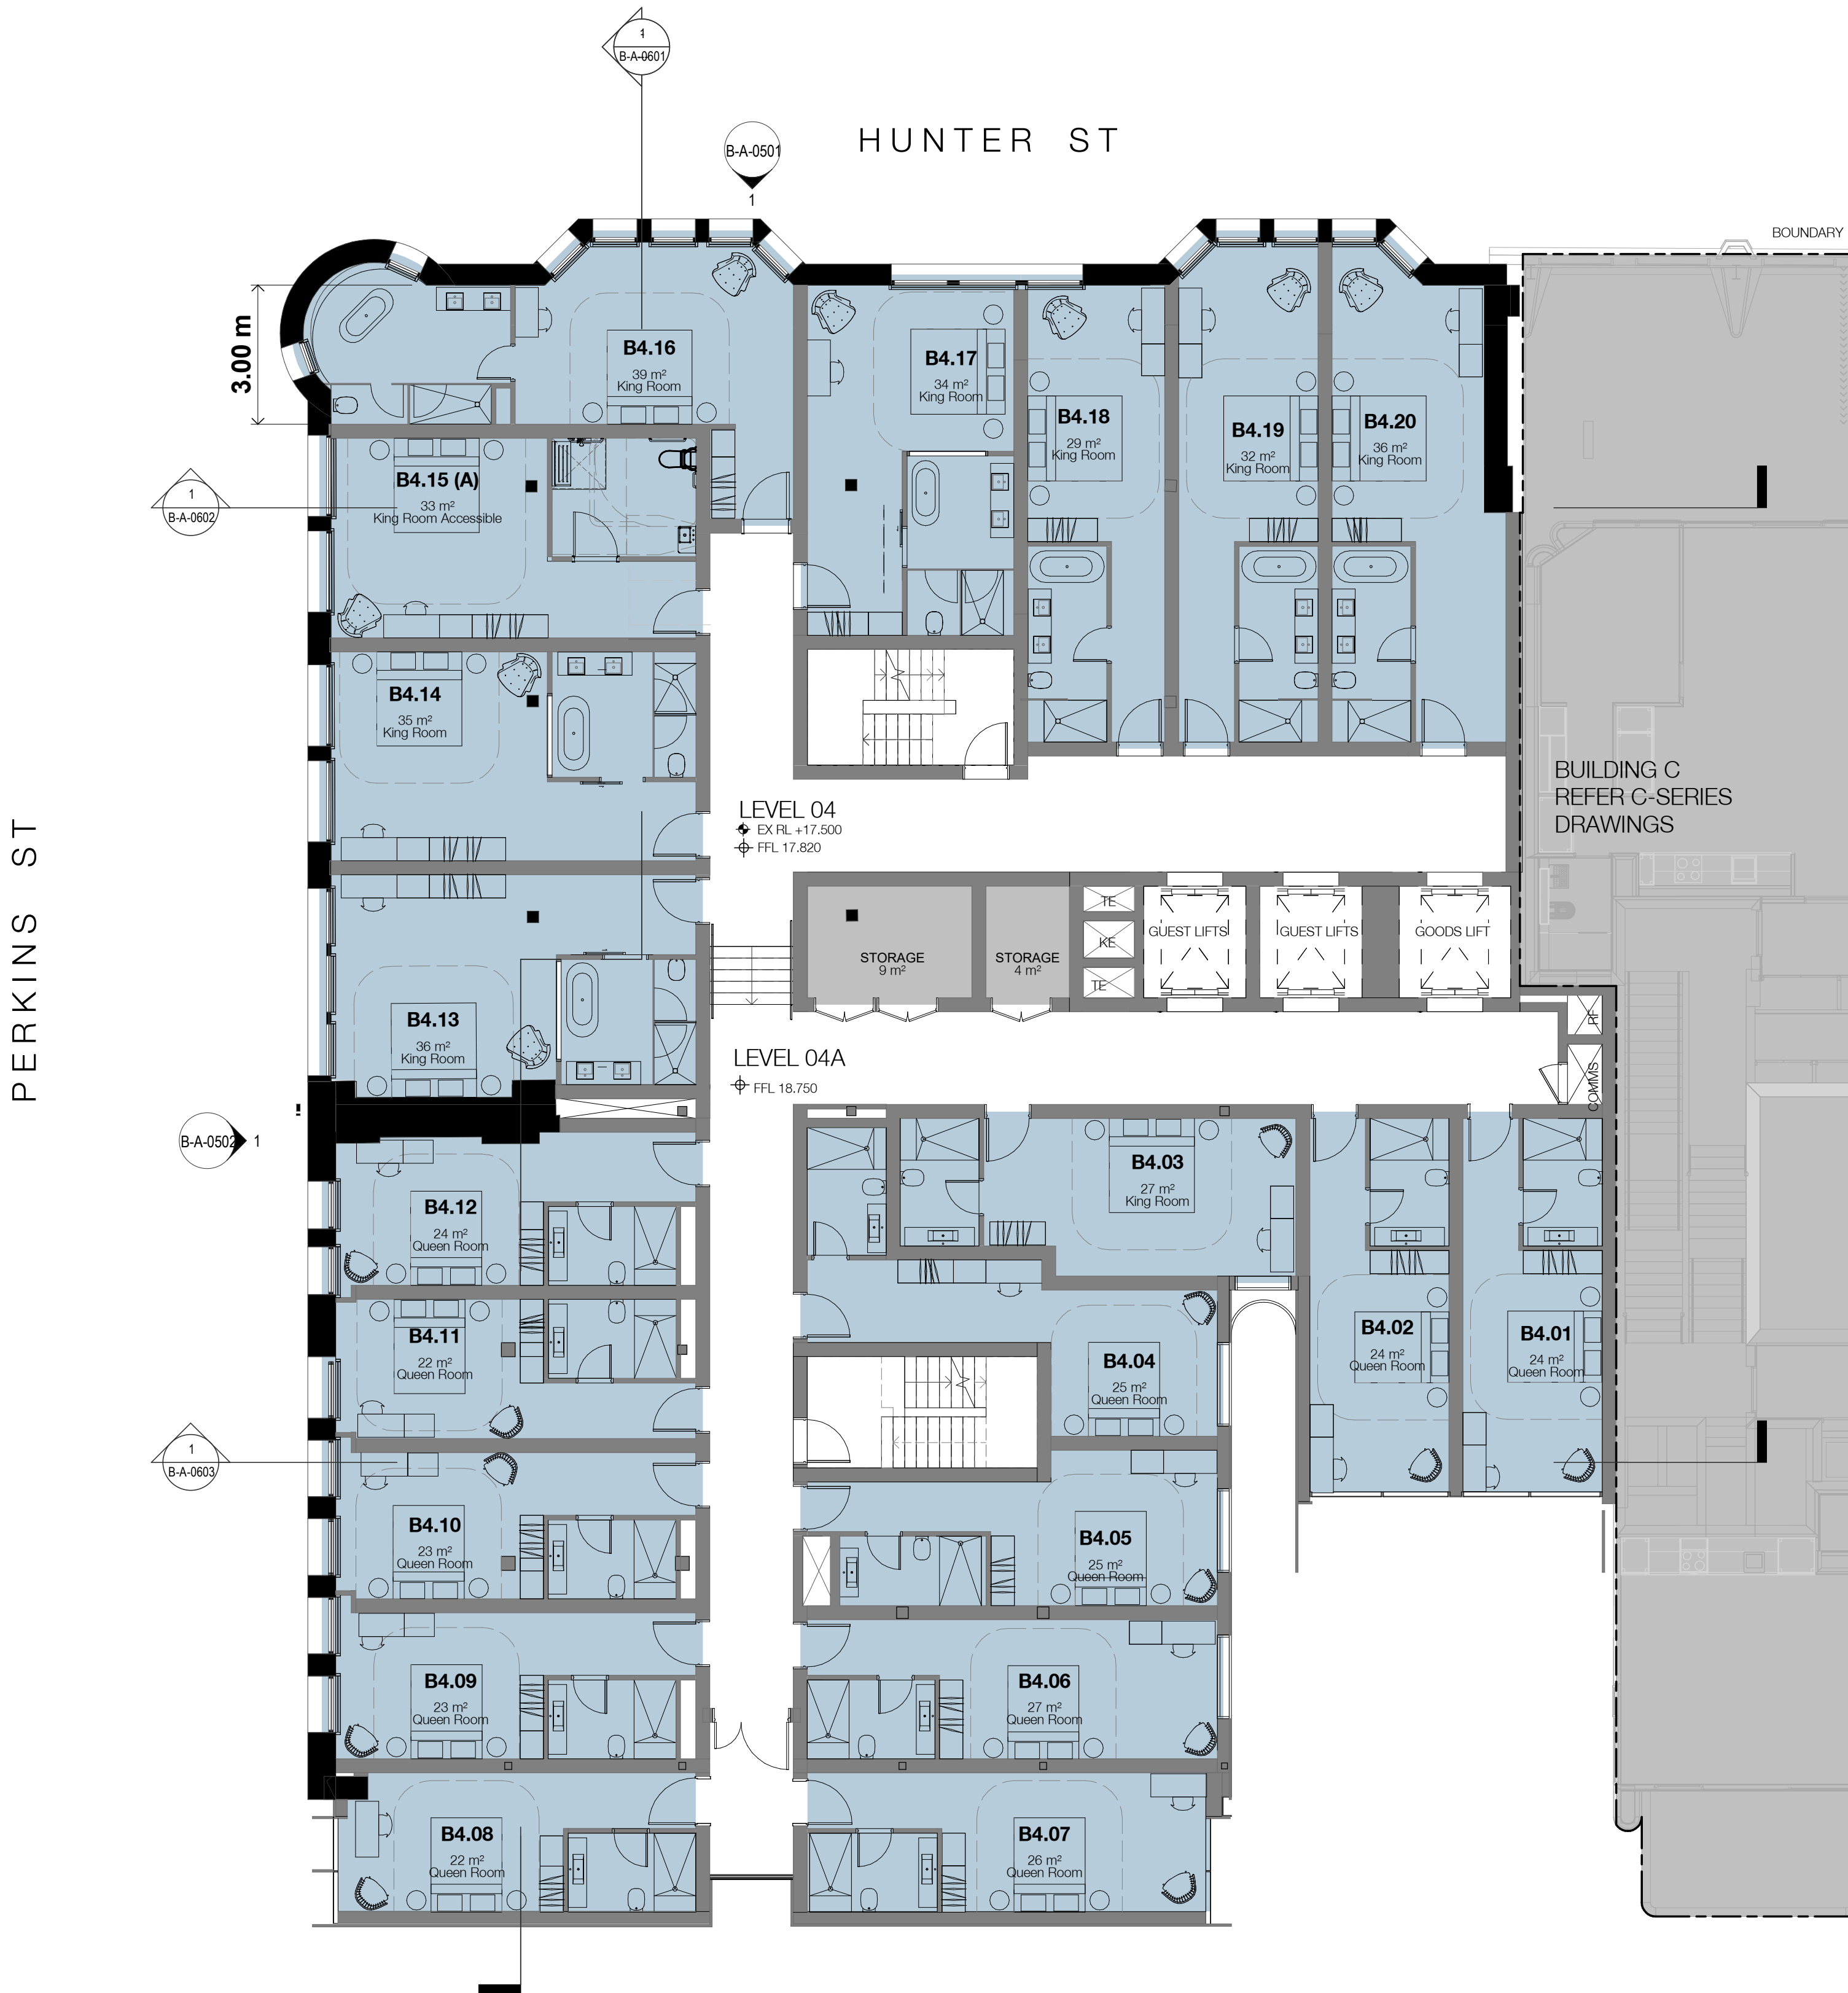 1
B-A-0601
HUNTER ST
B-A-0501
1
BOUNDARY
3.00 m
B4.16
39 m²
King Room
B4.17
34 m²
King Room
B4.18
29 m²
King Room
B4.19
32 m²
King Room
B4.20
36 m²
King Room
B4.15 (A)
33 m²
King Room Accessible
1
B-A-0602
B4.14
35 m²
King Room
LEVEL 04
EX RL +17.500
FFL 17.820
BUILDING C
REFER C-SERIES
DRAWINGS
PERKINS ST
STORAGE
9 m²
STORAGE
4 m²
TE
KE
TE
GUEST LIFTS
GUEST LIFTS
GOODS LIFT
B4.13
36 m²
King Room
RF
COMMS
LEVEL 04A
FFL 18.750
B-A-0502
1
B4.03
27 m²
King Room
B4.12
24 m²
Queen Room
B4.11
22 m²
Queen Room
B4.04
25 m²
Queen Room
B4.02
24 m²
Queen Room
B4.01
24 m²
Queen Room
1
B-A-0603
B4.10
23 m²
Queen Room
B4.05
25 m²
Queen Room
B4.09
23 m²
Queen Room
B4.06
27 m²
Queen Room
B4.08
22 m²
Queen Room
B4.07
26 m²
Queen Room